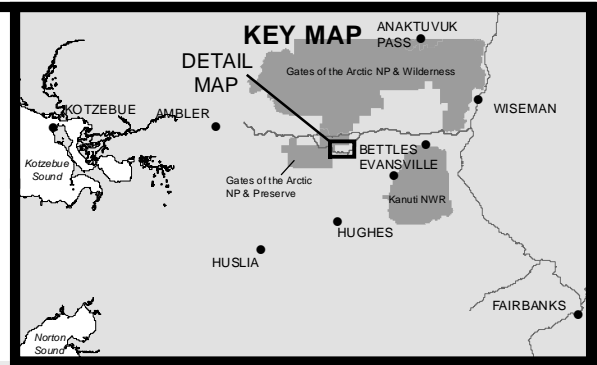 KEY MAP
ANAKTUVUK
PASS
DETAIL
MAP
Gates of the Arctic NP & Wilderness
KOTZEBUE
AMBLER
WISEMAN
Kotzebue
Sound
BETTLES
EVANSVILLE
Gates of the Arctic
NP & Preserve
Kanuti NWR
HUGHES
HUSLIA
FAIRBANKS
Norton
Sound